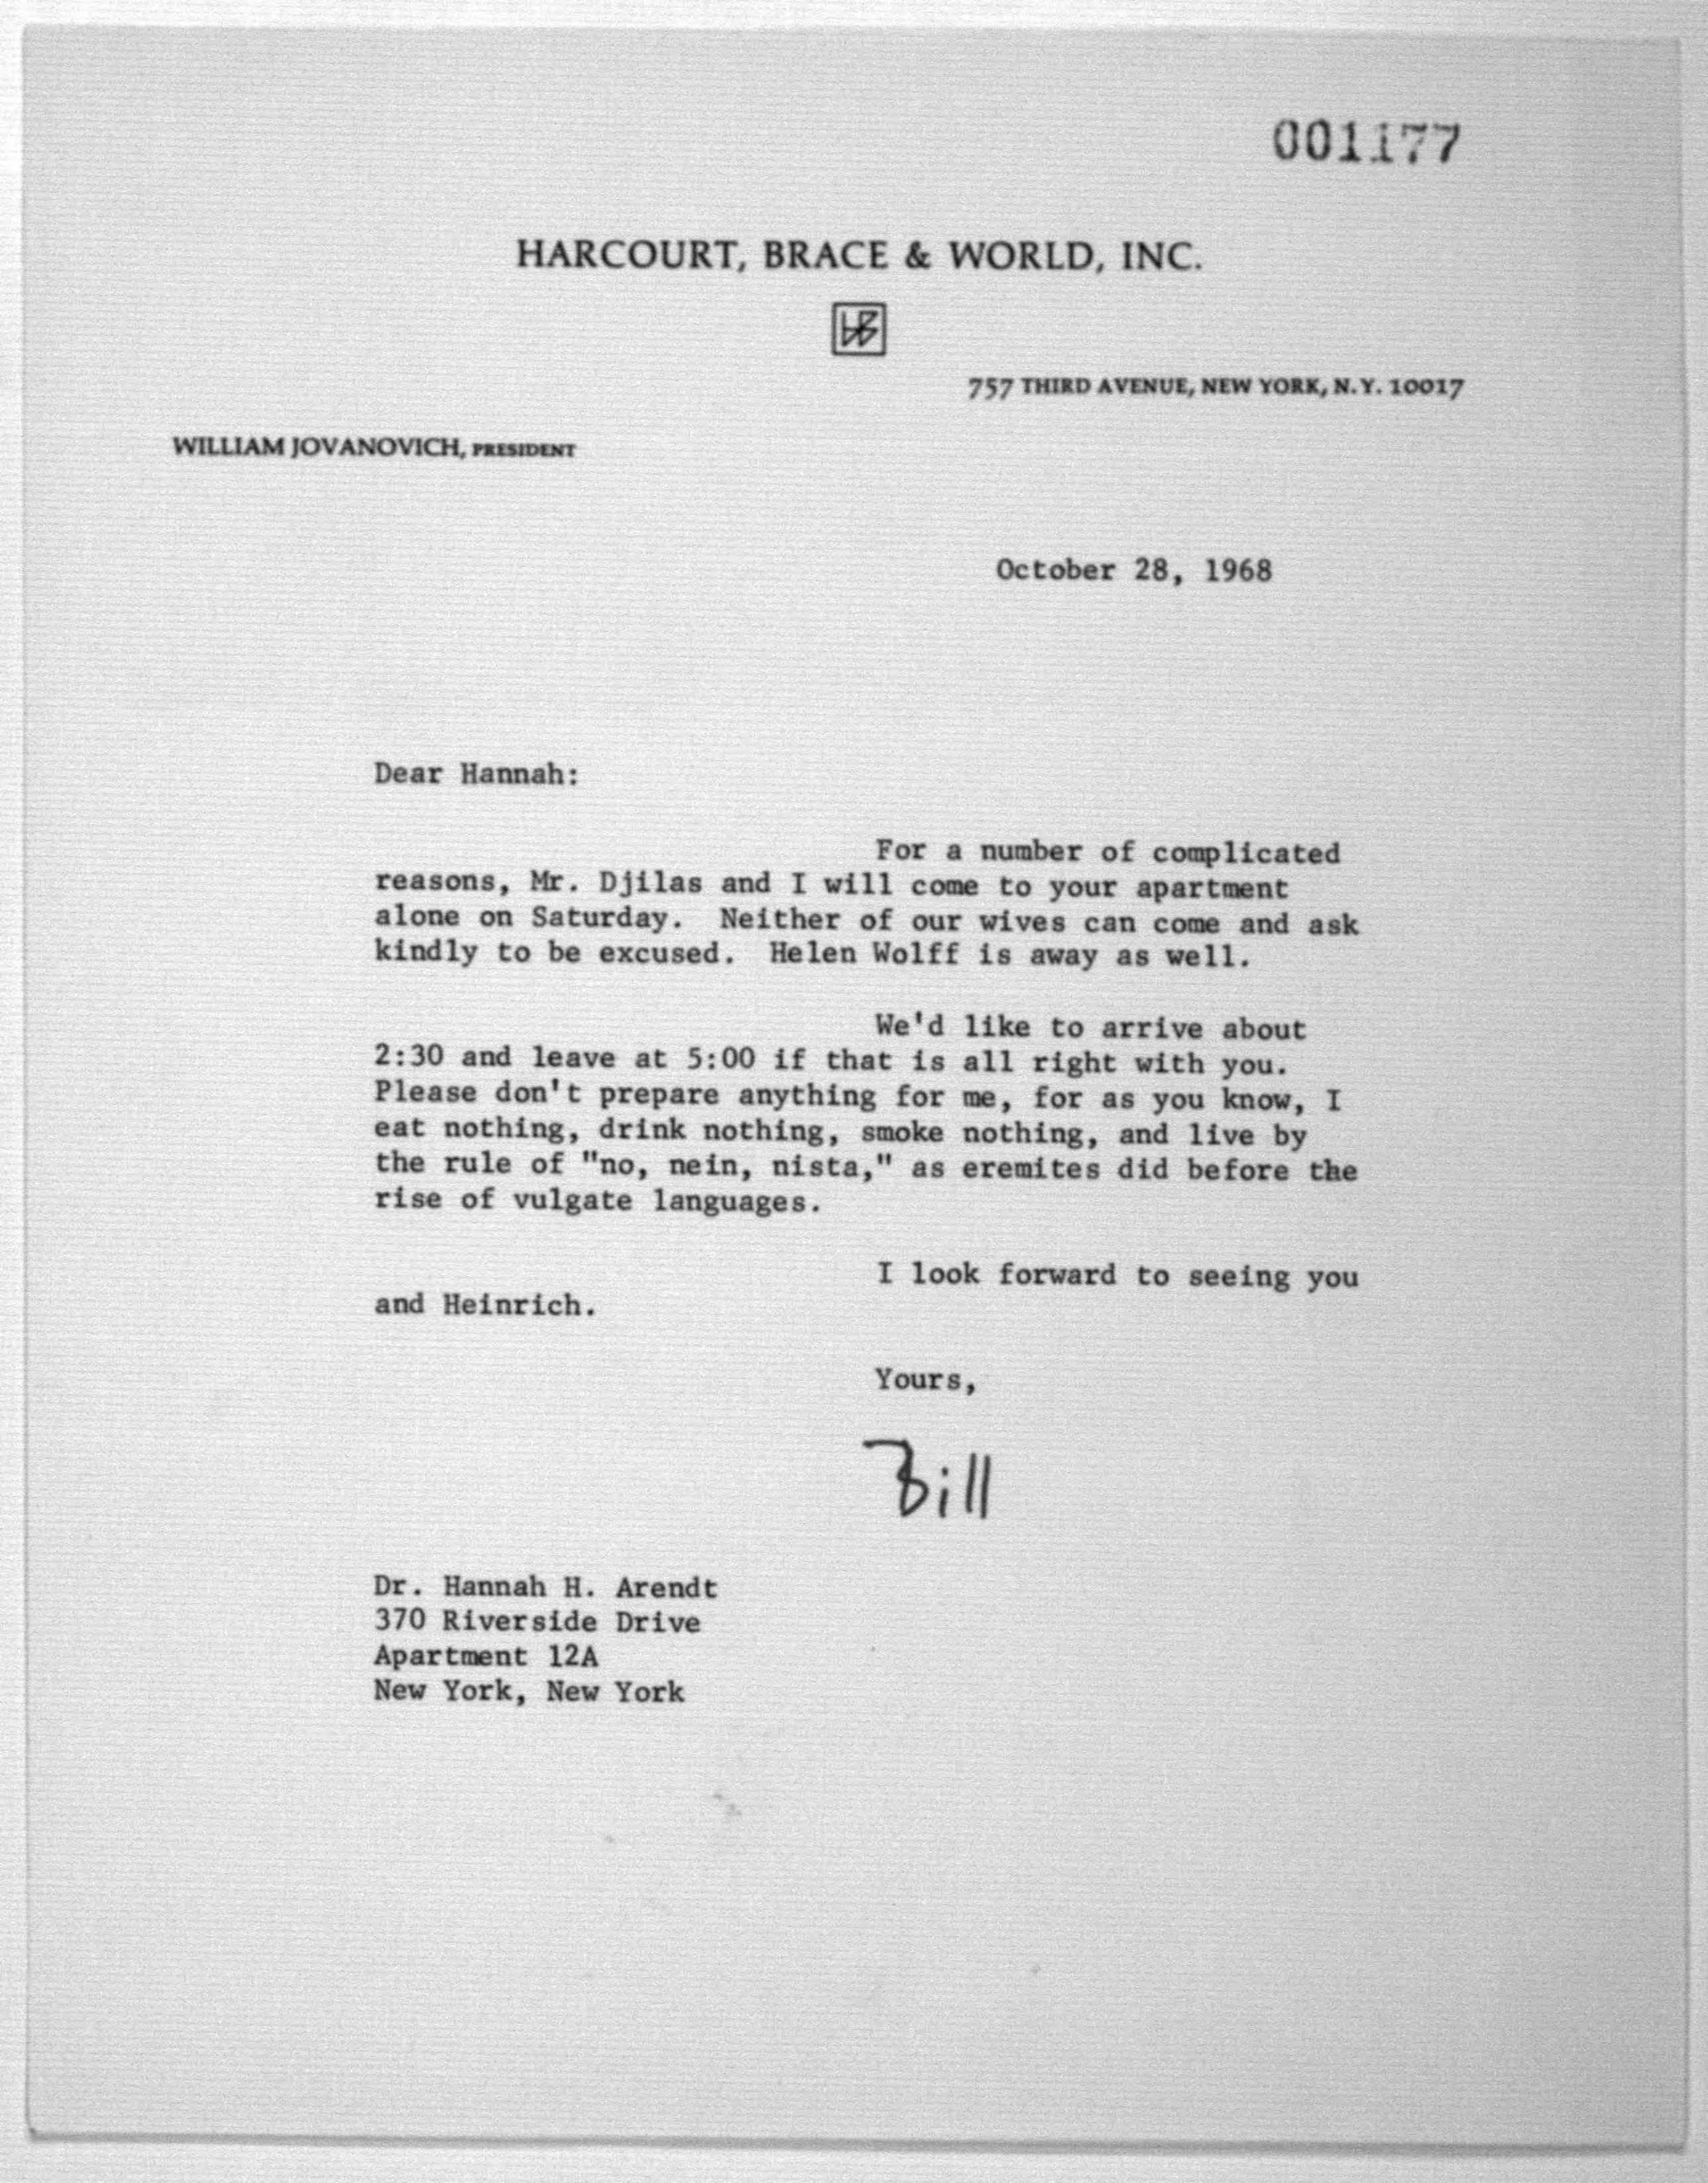 001177
HARCOURT, BRACE & WORLD, INC.
HB
757 THIRD AVENUE, NEW YORK, N.Y. 10017
WILLIAM JOVANOVICH, PRESIDENT
October 28, 1968
Dear Hannah:
For a number of complicated
reasons, Mr. Djilas and I will come to your apartment
alone on Saturday. Neither of our wives can come and ask
kindly to be excused. Helen Wolff is away as well.
We'd like to arrive about
2:30 and leave at 5:00 if that is all right with you.
Please don't prepare anything for me, for as you know, I
eat nothing, drink nothing, smoke nothing, and live by
the rule of "no, nein, nista," as eremites did before the
rise of vulgate languages.
I look forward to seeing you
and Heinrich.
Yours,
Bill
Dr. Hannah H. Arendt
370 Riverside Drive
Apartment 12A
New York, New York